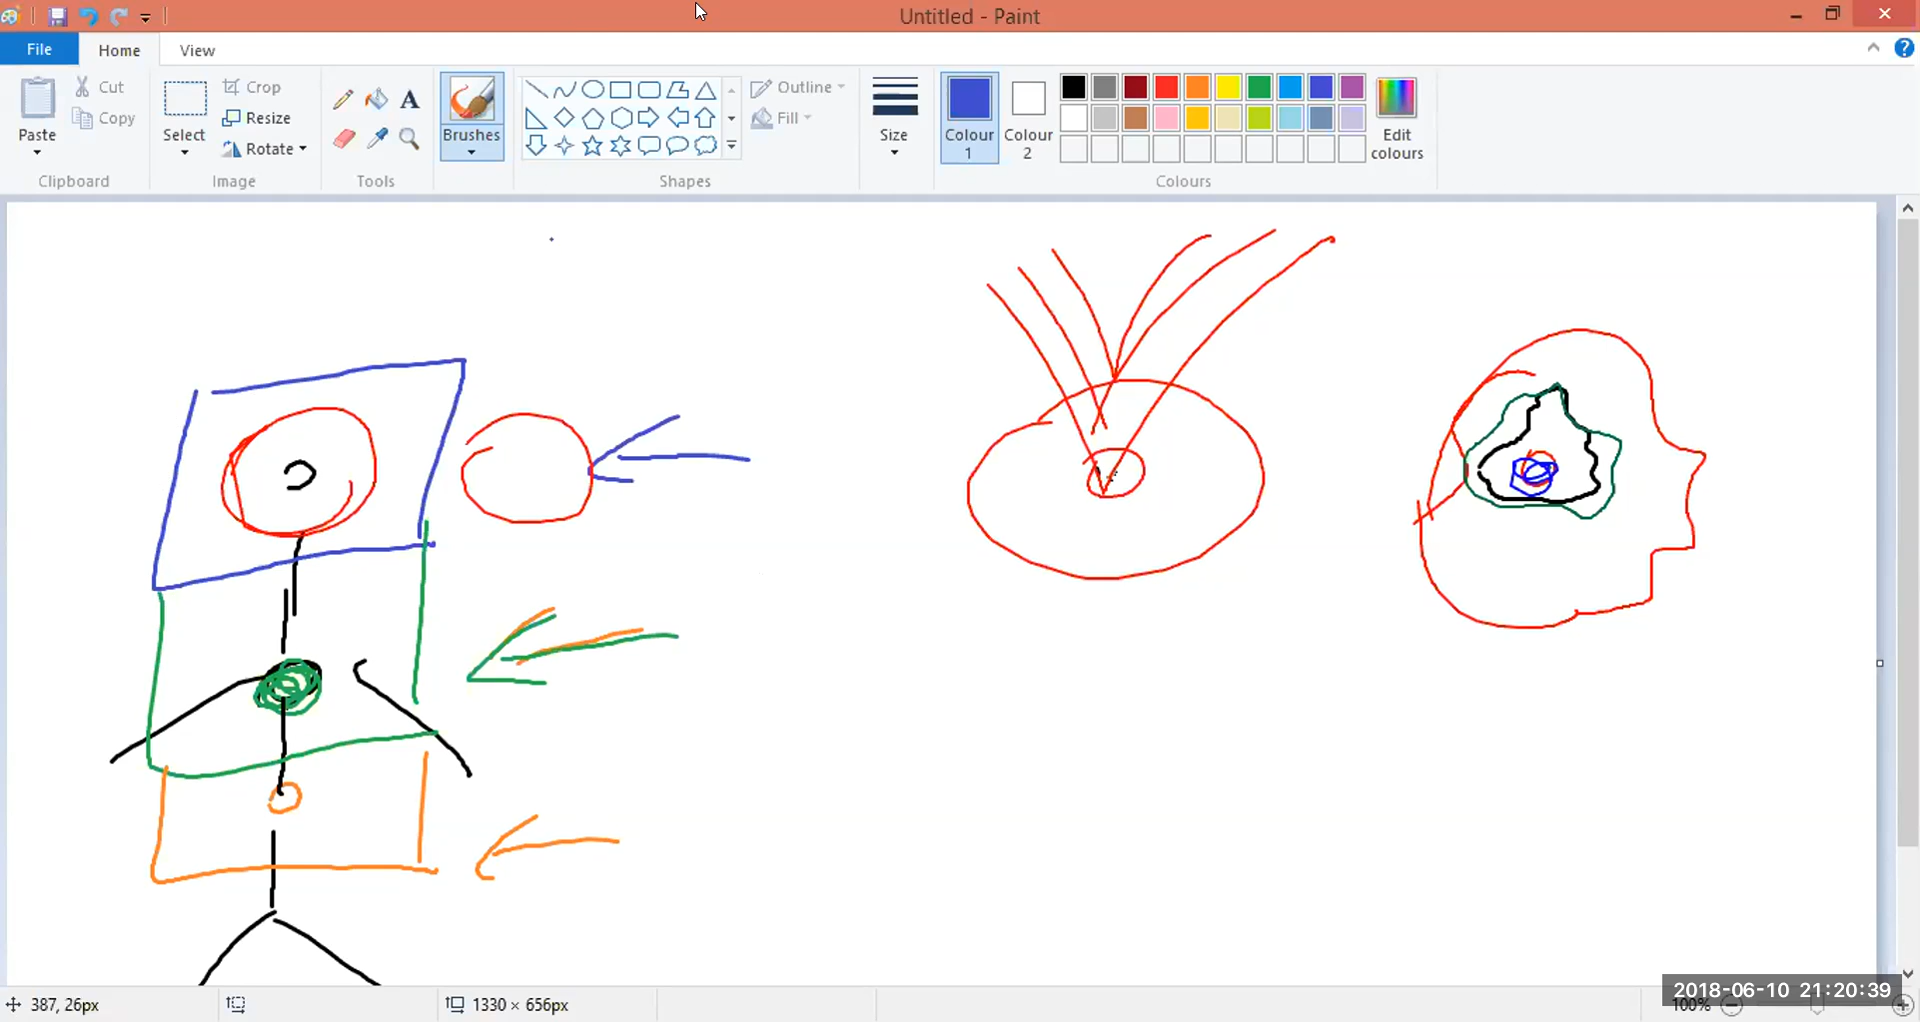 Untitled - Paint
File Home View
Paste
Cut
Copy
Clipboard
Select
Crop
Resize
Rotate
Image
A
Tools
Brushes
Shapes
Outline
Fill
Size
Colour 1
Colour 2
Edit colours
Colours
387, 26px
1330 × 656px
2018-06-10 21:20:39
100%